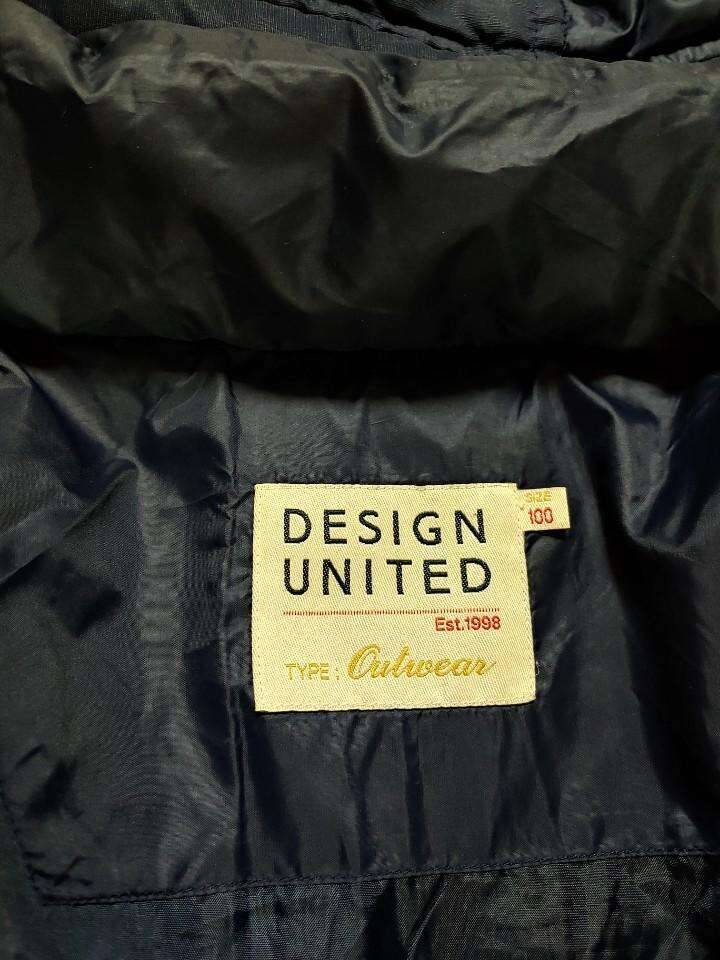 DESIGN
UNITED
SIZE
100
Est.1998
TYPE : Outwear